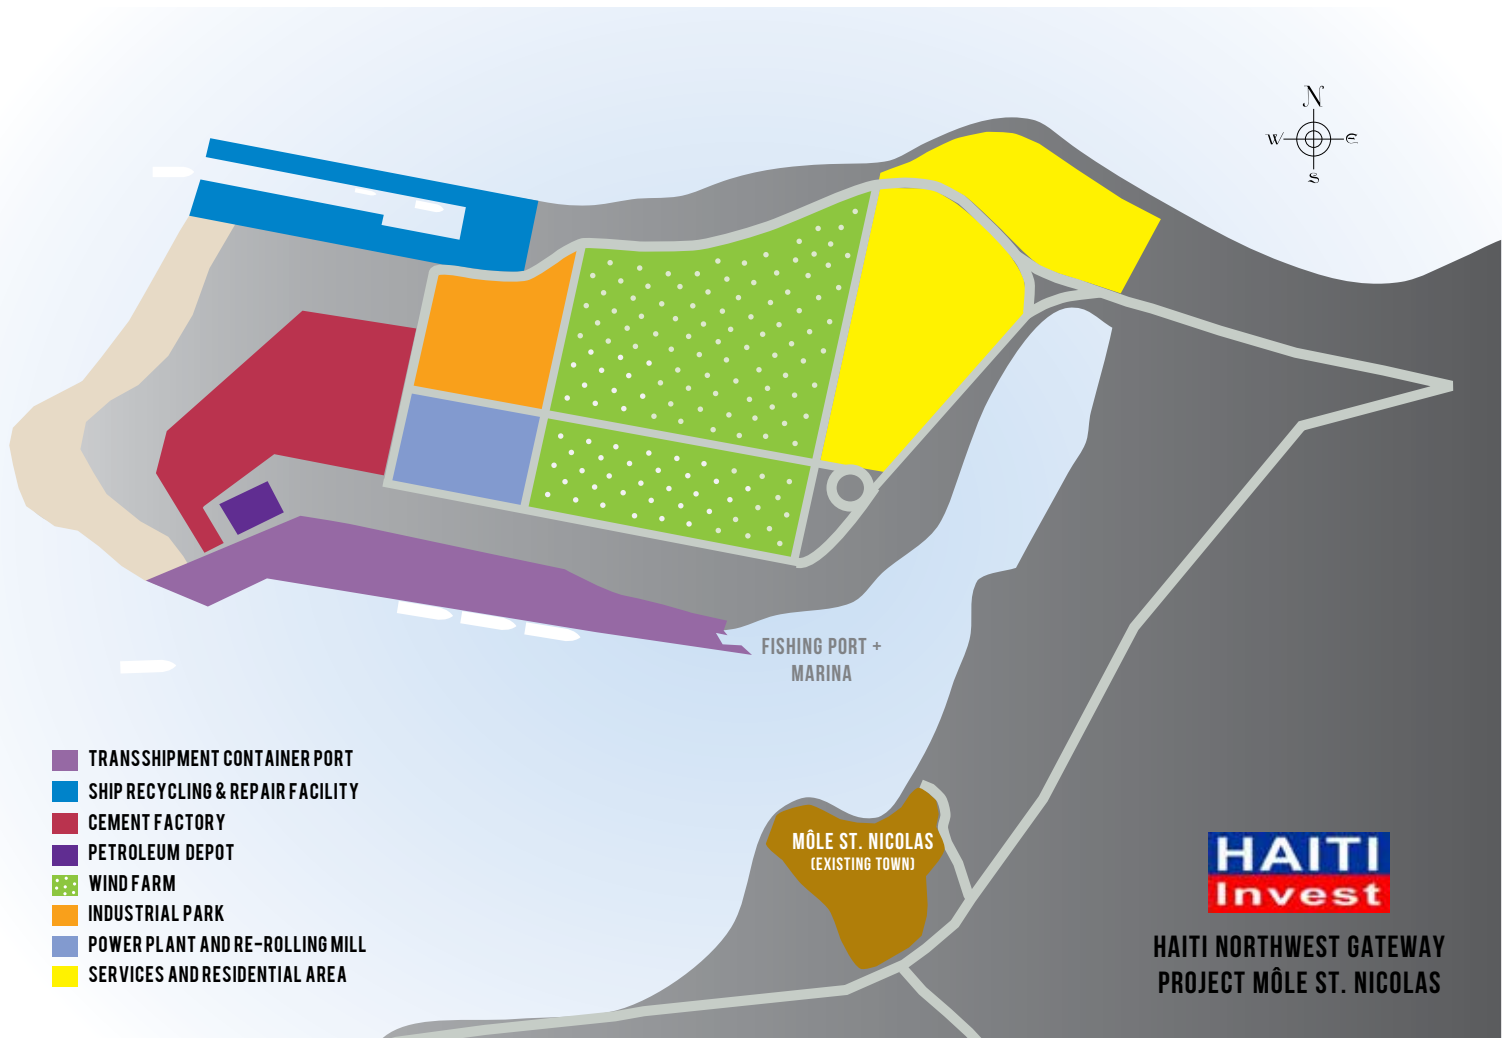 N
W
E
S
FISHING PORT +
MARINA
TRANSSHIPMENT CONTAINER PORT
SHIP RECYCLING & REPAIR FACILITY
CEMENT FACTORY
PETROLEUM DEPOT
WIND FARM
INDUSTRIAL PARK
POWER PLANT AND RE-ROLLING MILL
SERVICES AND RESIDENTIAL AREA
MÔLE ST. NICOLAS
(EXISTING TOWN)
HAITI
Invest
HAITI NORTHWEST GATEWAY
PROJECT MÔLE ST. NICOLAS